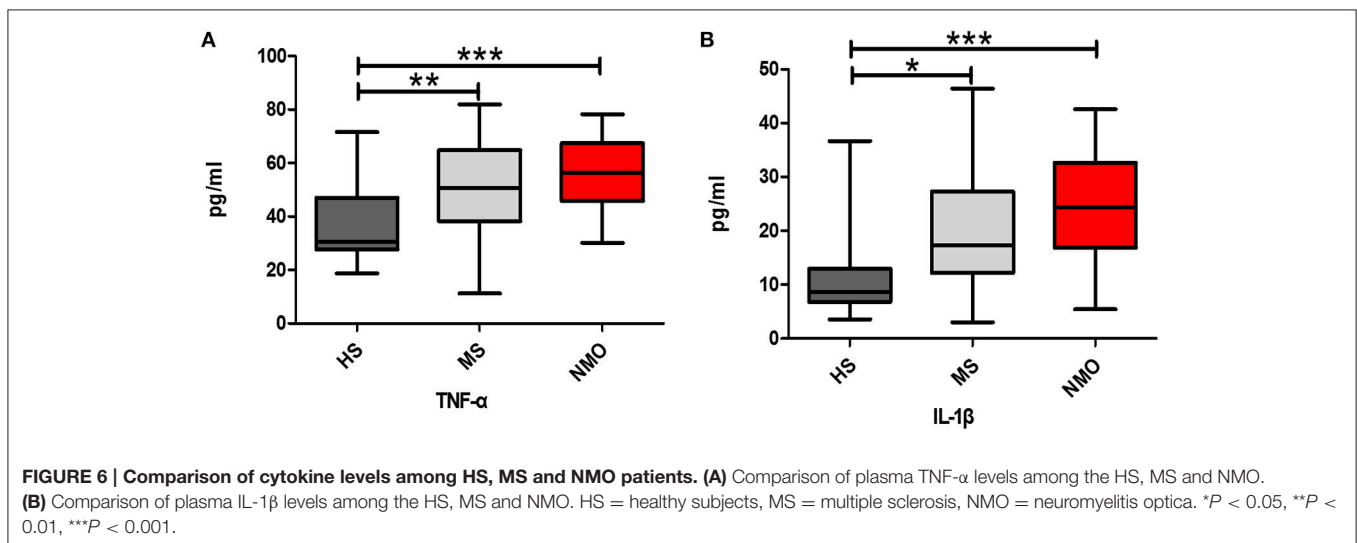 A
100
80
60
40
20
0
pg/ml
***
**
HS
MS
NMO
TNF-α
B
50
40
30
20
10
0
pg/ml
***
*
HS
MS
NMO
IL-1β
FIGURE 6 | Comparison of cytokine levels among HS, MS and NMO patients. (A) Comparison of plasma TNF-α levels among the HS, MS and NMO.
(B) Comparison of plasma IL-1β levels among the HS, MS and NMO. HS = healthy subjects, MS = multiple sclerosis, NMO = neuromyelitis optica. *P < 0.05, **P <
0.01, ***P < 0.001.